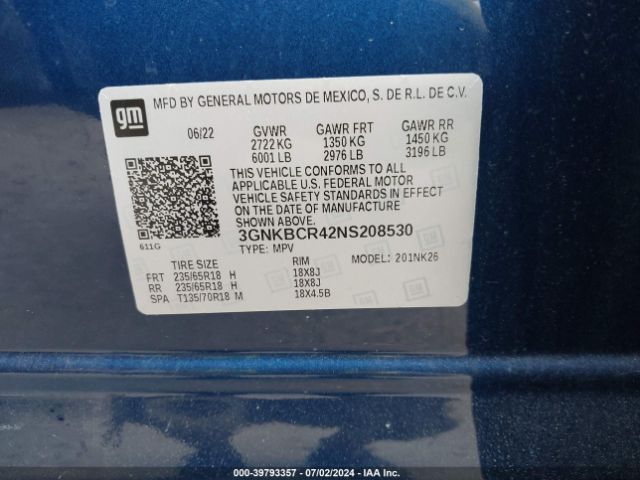 gm MFD BY GENERAL MOTORS DE MEXICO, S. DE R.L. DE C.V.
06/22 GVWR GAWR FRT GAWR RR
2722 KG 1350 KG 1450 KG
6001 LB 2976 LB 3196 LB
THIS VEHICLE CONFORMS TO ALL
APPLICABLE U.S. FEDERAL MOTOR
VEHICLE SAFETY STANDARDS IN EFFECT
ON THE DATE OF MANUFACTURE
SHOWN ABOVE.
611G
3GNKBCR42NS208530
TYPE: MPV MODEL: 201NK26
TIRE SIZE RIM
FRT 235/65R18 H 18X8J
RR 235/65R18 H 18X8J
SPA T135/70R18 M 18X4.5B
000-39793357 / 07/02/2024 / IAA Inc.